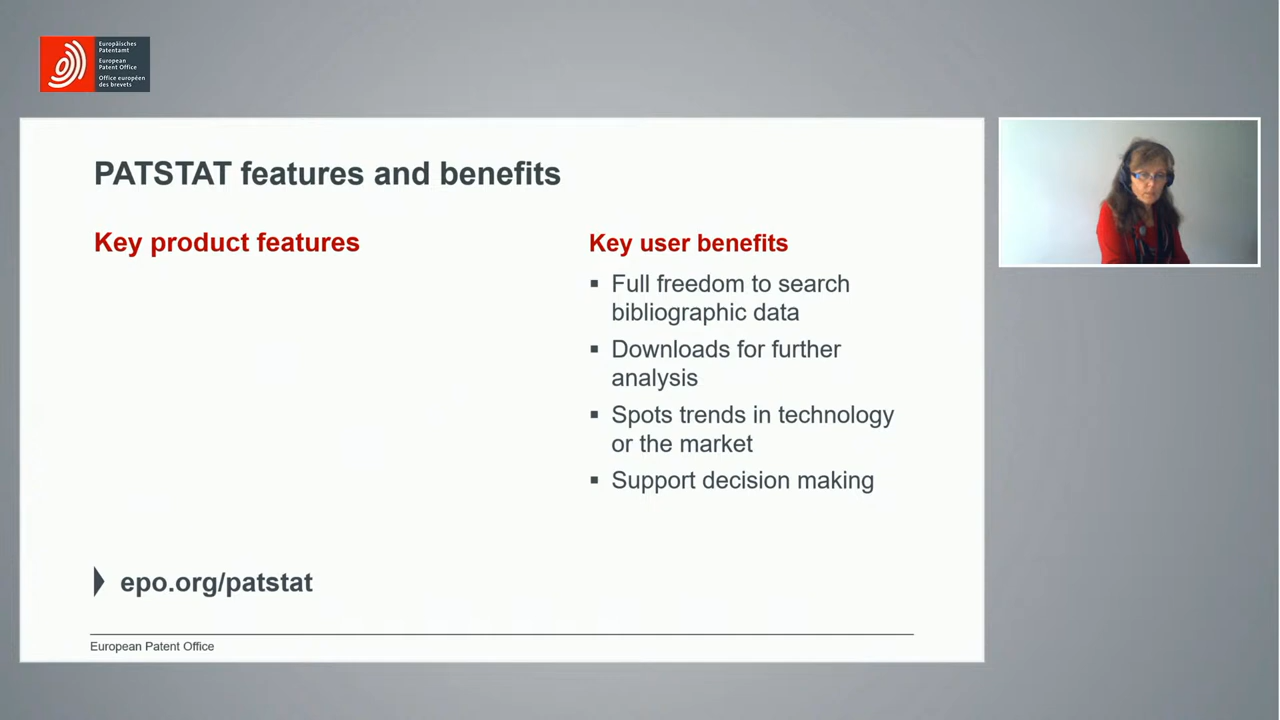 Europäisches
Patentamt
European
Patent Office
Office européen
des brevets
PATSTAT features and benefits
Key product features
Key user benefits
▪ Full freedom to search
bibliographic data
▪ Downloads for further
analysis
▪ Spots trends in technology
or the market
▪ Support decision making
epo.org/patstat
European Patent Office